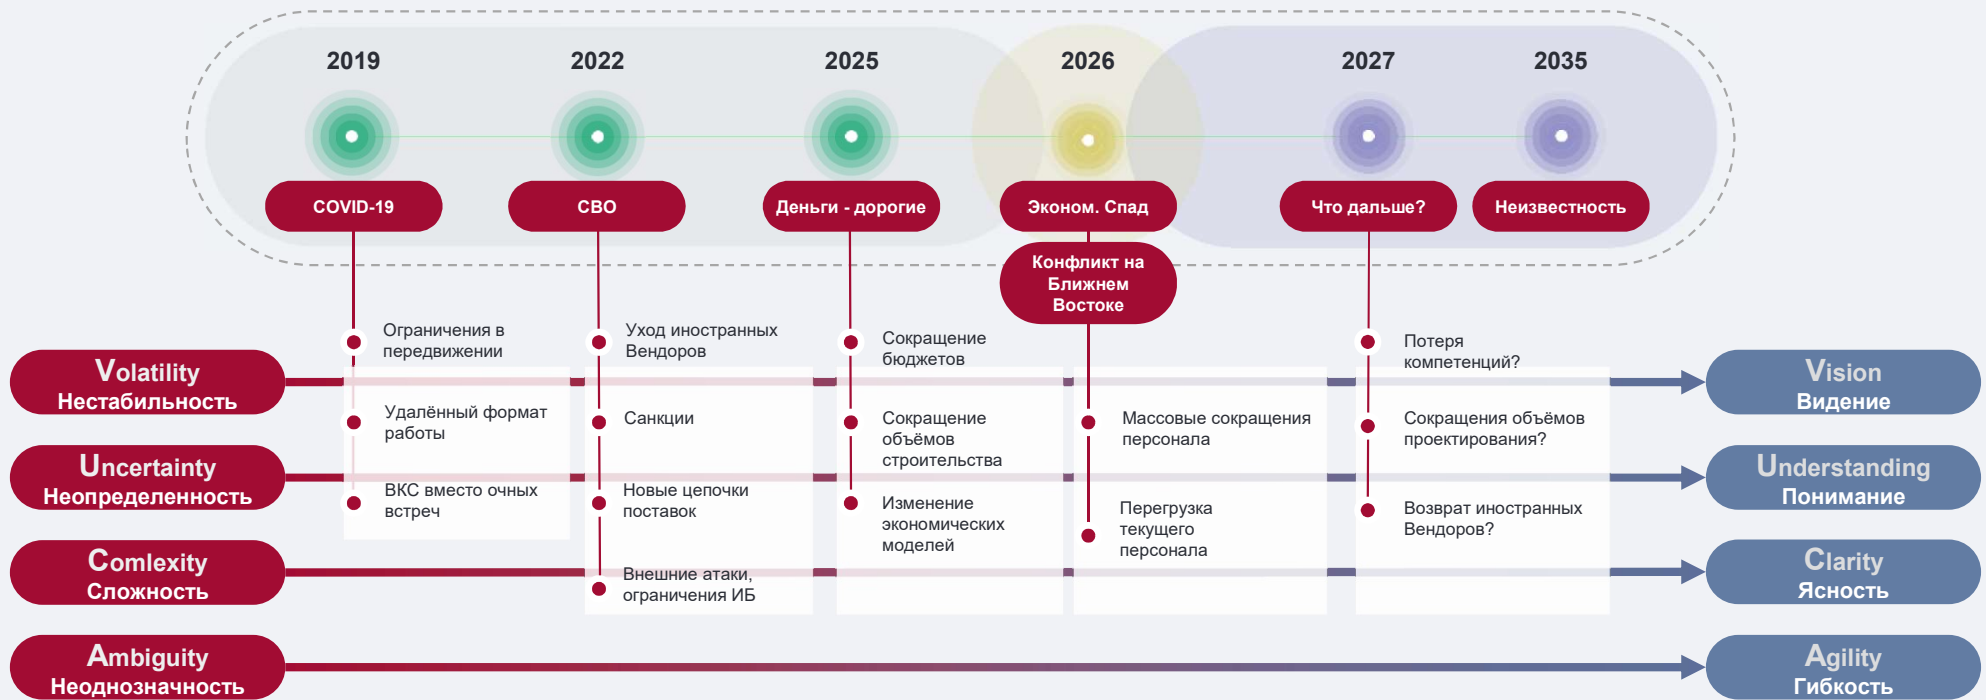 2019
2022
2025
2026
2027
2035
COVID-19
СВО
Деньги - дорогие
Эконом. Спад
Что дальше?
Неизвестность
Конфликт на
Ближнем
Востоке
Ограничения в
передвижении
Удалённый формат
работы
ВКС вместо очных
встреч
Уход иностранных
Вендоров
Санкции
Новые цепочки
поставок
Внешние атаки,
ограничения ИБ
Сокращение
бюджетов
Сокращение
объёмов
строительства
Изменение
экономических
моделей
Массовые сокращения
персонала
Перегрузка
текущего
персонала
Потеря
компетенций?
Сокращения объёмов
проектирования?
Возврат иностранных
Вендоров?
Volatility
Нестабильность
Uncertainty
Неопределенность
Comlexity
Сложность
Ambiguity
Неоднозначность
Vision
Видение
Understanding
Понимание
Clarity
Ясность
Agility
Гибкость